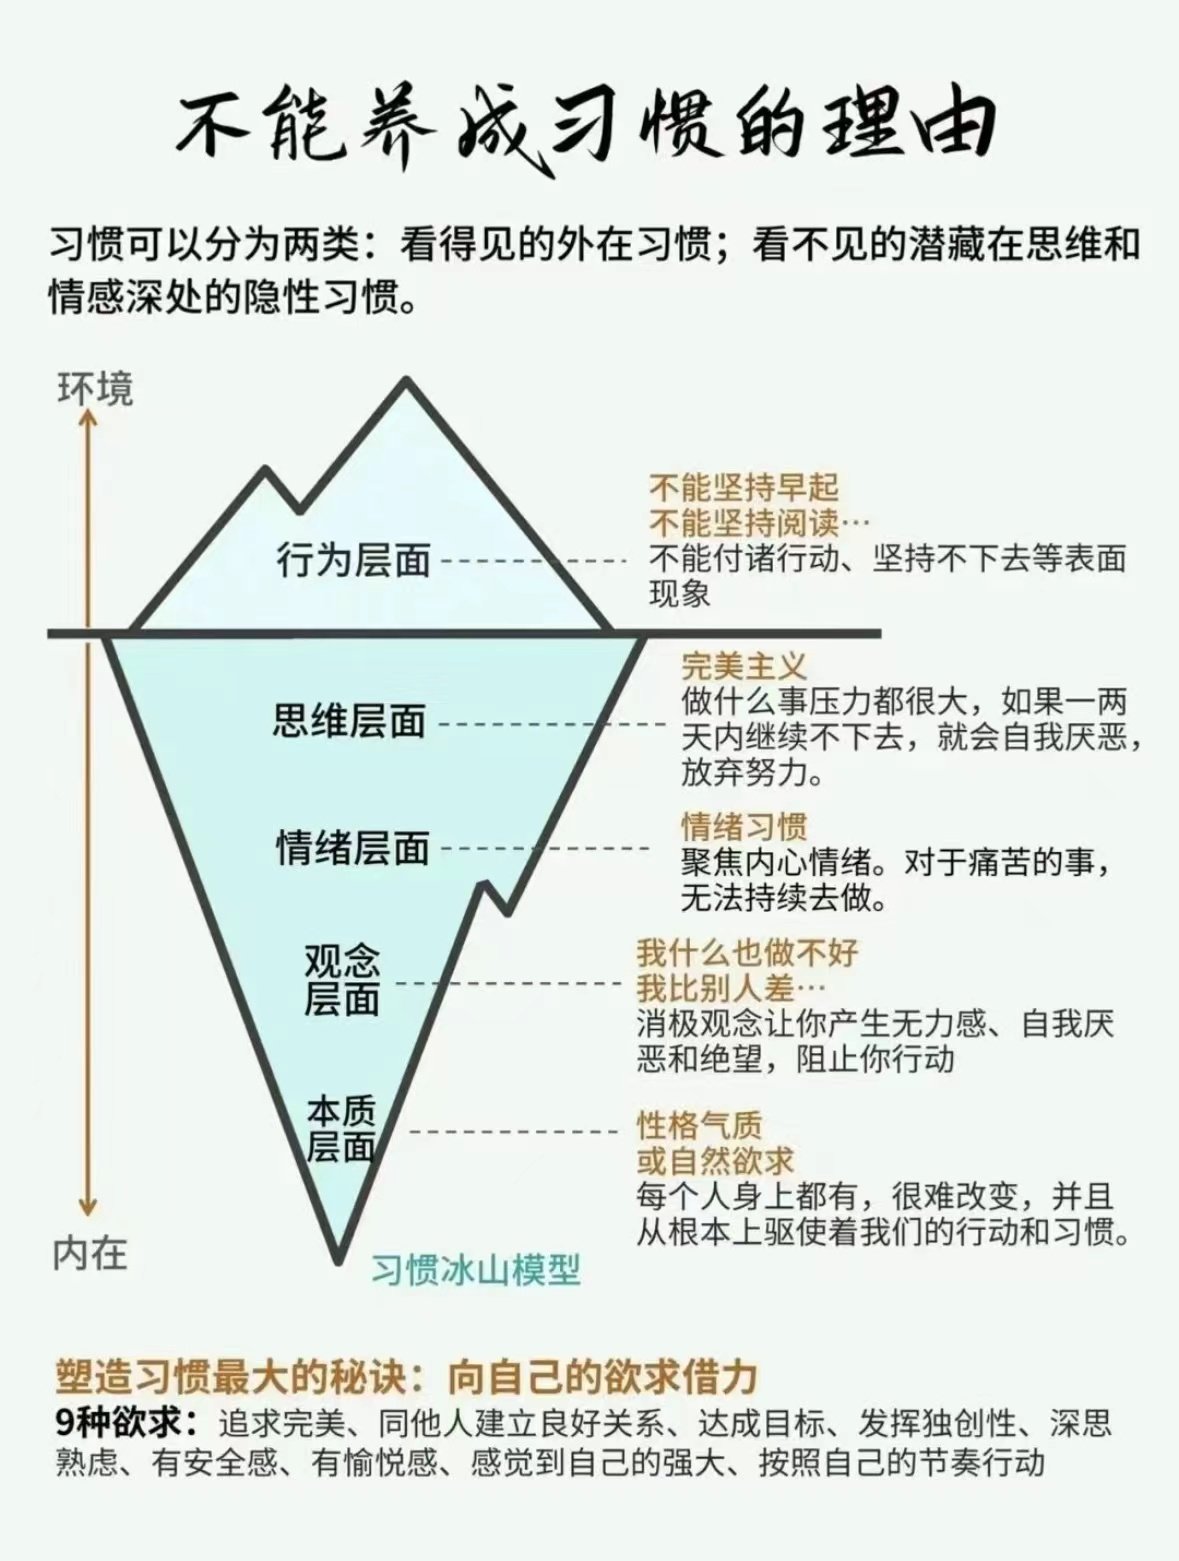 不能养成习惯的理由
习惯可以分为两类：看得见的外在习惯；看不见的潜藏在思维和
情感深处的隐性习惯。
环境
行为层面
不能坚持早起
不能坚持阅读…
不能付诸行动、坚持不下去等表面
现象
思维层面
完美主义
做什么事压力都很大，如果一两
天内继续不下去，就会自我厌恶，
放弃努力。
情绪层面
情绪习惯
聚焦内心情绪。对于痛苦的事，
无法持续去做。
观念
层面
我什么也做不好
我比别人差…
消极观念让你产生无力感、自我厌
恶和绝望，阻止你行动
本质
层面
性格气质
或自然欲求
每个人身上都有，很难改变，并且
从根本上驱使着我们的行动和习惯。
内在
习惯冰山模型
塑造习惯最大的秘诀：向自己的欲求借力
9种欲求：追求完美、同他人建立良好关系、达成目标、发挥独创性、深思
熟虑、有安全感、有愉悦感、感觉到自己的强大、按照自己的节奏行动